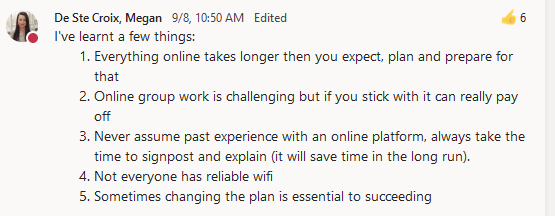 De Ste Croix, Megan 9/8, 10:50 AM Edited 👍 6
I've learnt a few things:
1. Everything online takes longer then you expect, plan and prepare for
that
2. Online group work is challenging but if you stick with it can really pay
off
3. Never assume past experience with an online platform, always take the
time to signpost and explain (it will save time in the long run).
4. Not everyone has reliable wifi
5. Sometimes changing the plan is essential to succeeding